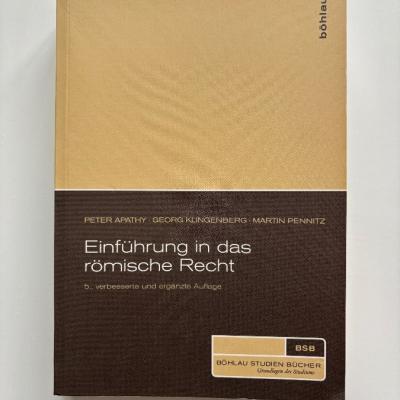 böhlau
PETER APATHY · GEORG KLINGENBERG · MARTIN PENNITZ
Einführung in das
römische Recht
5., verbesserte und ergänzte Auflage
BSB
BÖHLAU STUDIEN BÜCHER
Grundlagen des Studiums